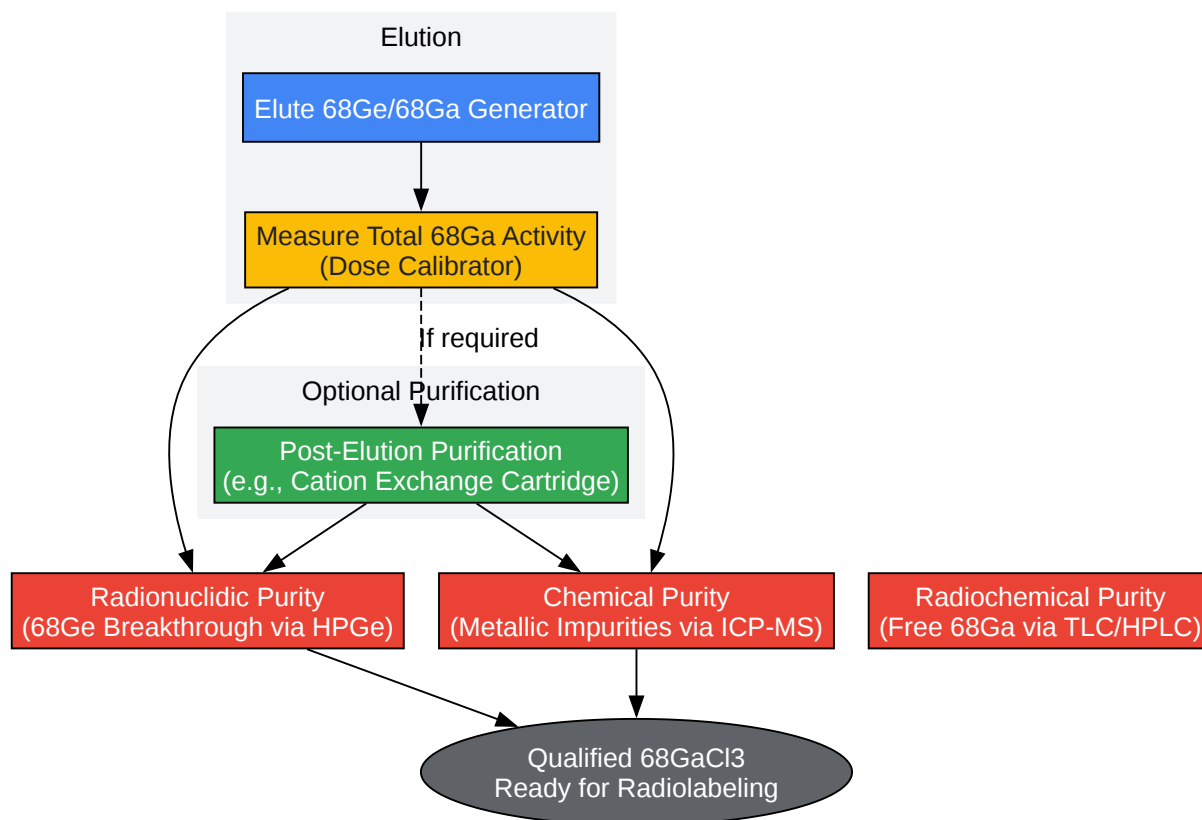 Elution
Elute 68Ge/68Ga Generator
Measure Total 68Ga Activity
(Dose Calibrator)
If required
Optional Purification
Post-Elution Purification
(e.g., Cation Exchange Cartridge)
Radionuclidic Purity
(68Ge Breakthrough via HPGe)
Chemical Purity
(Metallic Impurities via ICP-MS)
Radiochemical Purity
(Free 68Ga via TLC/HPLC)
Qualified 68GaCl3
Ready for Radiolabeling